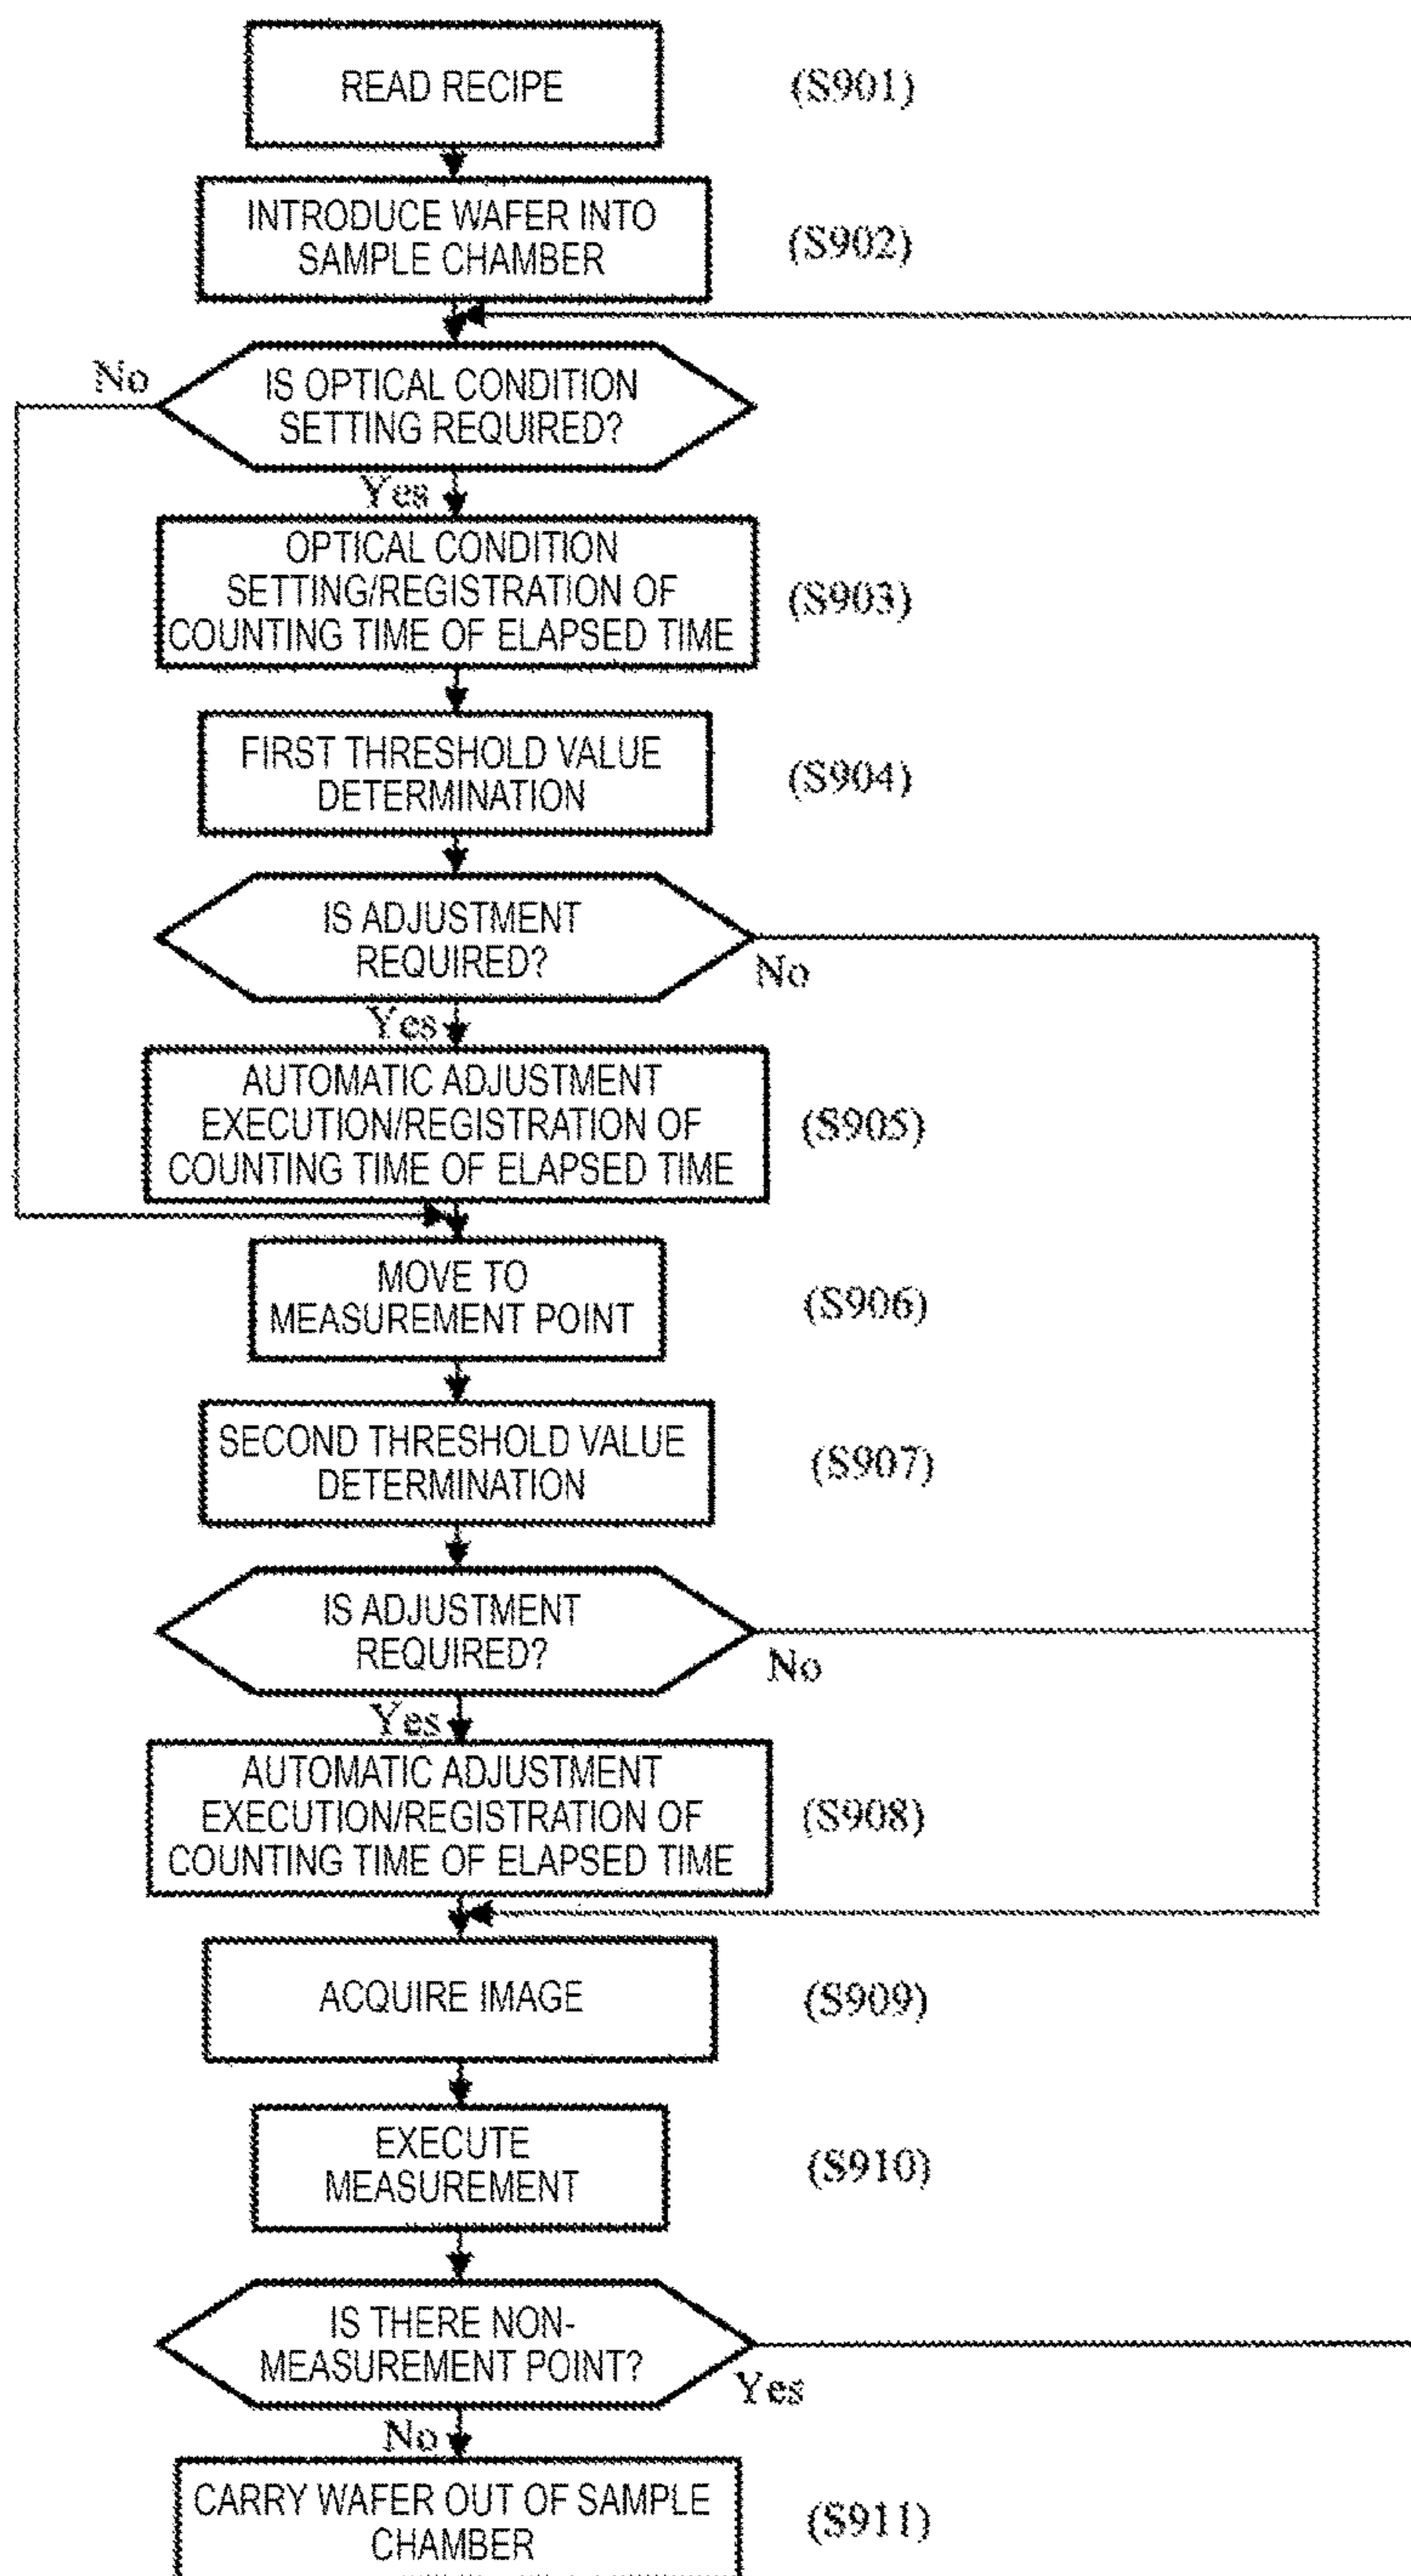 READ RECIPE
(S901)
INTRODUCE WAFER INTO
SAMPLE CHAMBER
(S902)
No
IS OPTICAL CONDITION
SETTING REQUIRED?
Yes
OPTICAL CONDITION
SETTING/REGISTRATION OF
COUNTING TIME OF ELAPSED TIME
(S903)
FIRST THRESHOLD VALUE
DETERMINATION
(S904)
IS ADJUSTMENT
REQUIRED?
No
Yes
AUTOMATIC ADJUSTMENT
EXECUTION/REGISTRATION OF
COUNTING TIME OF ELAPSED TIME
(S905)
MOVE TO
MEASUREMENT POINT
(S906)
SECOND THRESHOLD VALUE
DETERMINATION
(S907)
IS ADJUSTMENT
REQUIRED?
No
Yes
AUTOMATIC ADJUSTMENT
EXECUTION/REGISTRATION OF
COUNTING TIME OF ELAPSED TIME
(S908)
ACQUIRE IMAGE
(S909)
EXECUTE
MEASUREMENT
(S910)
IS THERE NON-
MEASUREMENT POINT?
Yes
No
CARRY WAFER OUT OF SAMPLE
CHAMBER
(S911)